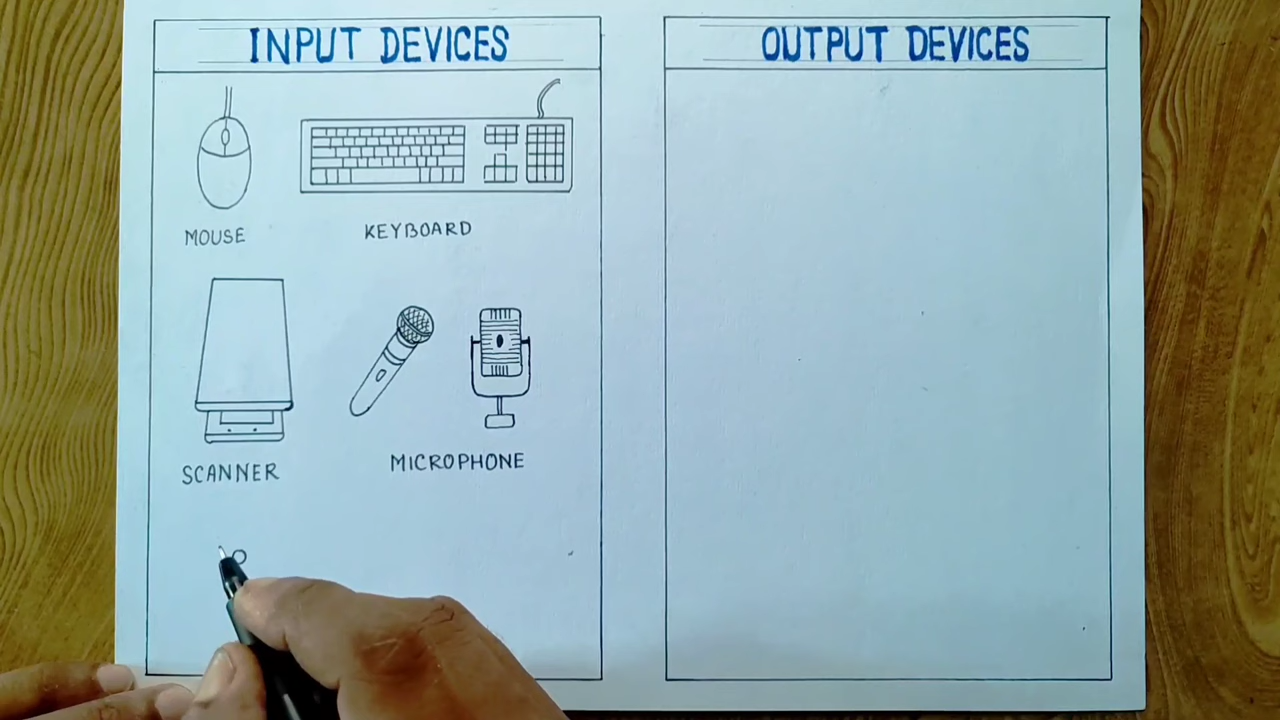 INPUT DEVICES
OUTPUT DEVICES
MOUSE
KEYBOARD
SCANNER
MICROPHONE